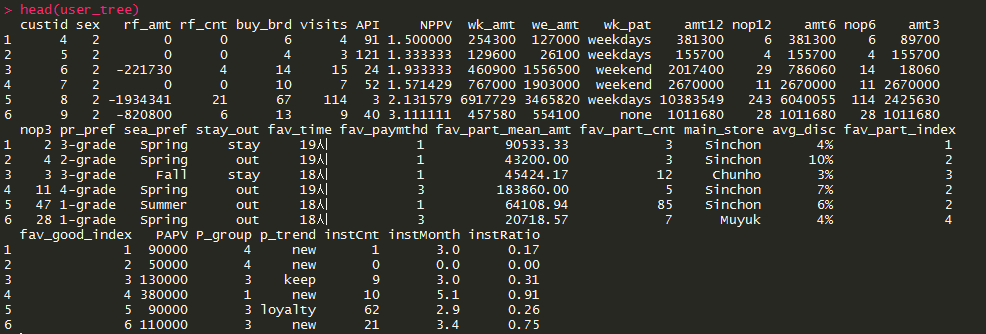 > head(user_tree)
custid sex rf_amt rf_cnt buy_brd visits API NPPV wk_amt we_amt wk_pat amt12 nop12 amt6 nop6 amt3
1 4 2 0 0 6 4 91 1.500000 254300 127000 weekdays 381300 6 381300 6 89700
2 5 2 0 0 4 3 121 1.333333 129600 26100 weekdays 155700 4 155700 4 155700
3 6 2 -221730 4 14 15 24 1.933333 460900 1556500 weekend 2017400 29 786060 14 18060
4 7 2 0 0 10 7 52 1.571429 767000 1903000 weekend 2670000 11 2670000 11 2670000
5 8 2 -1934341 21 67 114 3 2.131579 6917729 3465820 weekdays 10383549 243 6040055 114 2425630
6 9 2 -820800 6 13 9 40 3.111111 457580 554100 none 1011680 28 1011680 28 1011680
nop3 pr_pref sea_pref stay_out fav_time fav_paymthd fav_part_mean_amt fav_part_cnt main_store avg_disc fav_part_index
1 2 3-grade Spring stay 19시 1 90533.33 3 Sinchon 4% 1
2 4 2-grade Spring out 19시 1 43200.00 3 Sinchon 10% 2
3 3 3-grade Fall stay 18시 1 45424.17 12 Chunho 3% 3
4 11 4-grade Spring out 19시 3 183860.00 5 Sinchon 7% 2
5 47 1-grade Summer out 18시 1 64108.94 85 Sinchon 6% 2
6 28 1-grade Spring out 18시 3 20718.57 7 Muyuk 4% 4
fav_good_index PAPV P_group p_trend instCnt instMonth instRatio
1 1 90000 4 new 1 3.0 0.17
2 2 50000 4 new 0 0.0 0.00
3 3 130000 3 keep 9 3.0 0.31
4 4 380000 1 new 10 5.1 0.91
5 5 90000 3 loyalty 62 2.9 0.26
6 6 110000 3 new 21 3.4 0.75